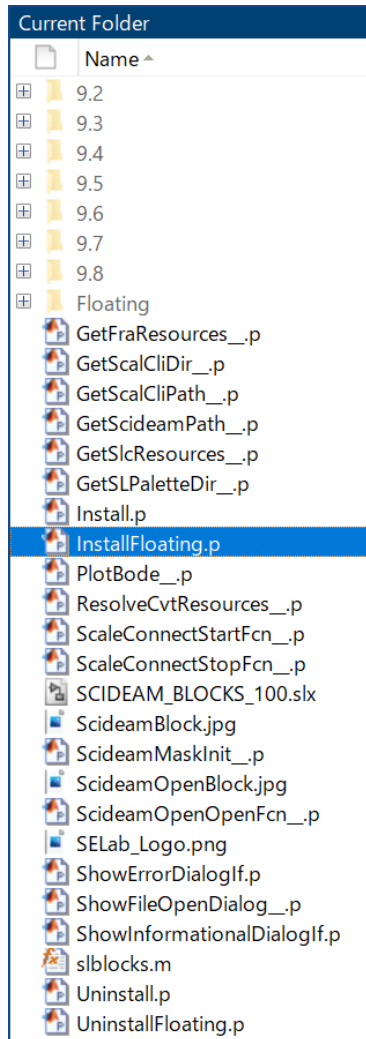 Current Folder
Name
9.2
9.3
9.4
9.5
9.6
9.7
9.8
Floating
GetFraResources__.p
GetScalCliDir__.p
GetScalCliPath__.p
GetScideamPath__.p
GetSlcResources__.p
GetSLPaletteDir__.p
Install.p
InstallFloating.p
PlotBode__.p
ResolveCvtResources__.p
ScaleConnectStartFcn__.p
ScaleConnectStopFcn__.p
SCIDEAM_BLOCKS_100.slx
ScideamBlock.jpg
ScideamMaskInit__.p
ScideamOpenBlock.jpg
ScideamOpenOpenFcn__.p
SELab_Logo.png
ShowErrorDialogIf.p
ShowFileOpenDialog__.p
ShowInformationalDialogIf.p
slblocks.m
Uninstall.p
UninstallFloating.p